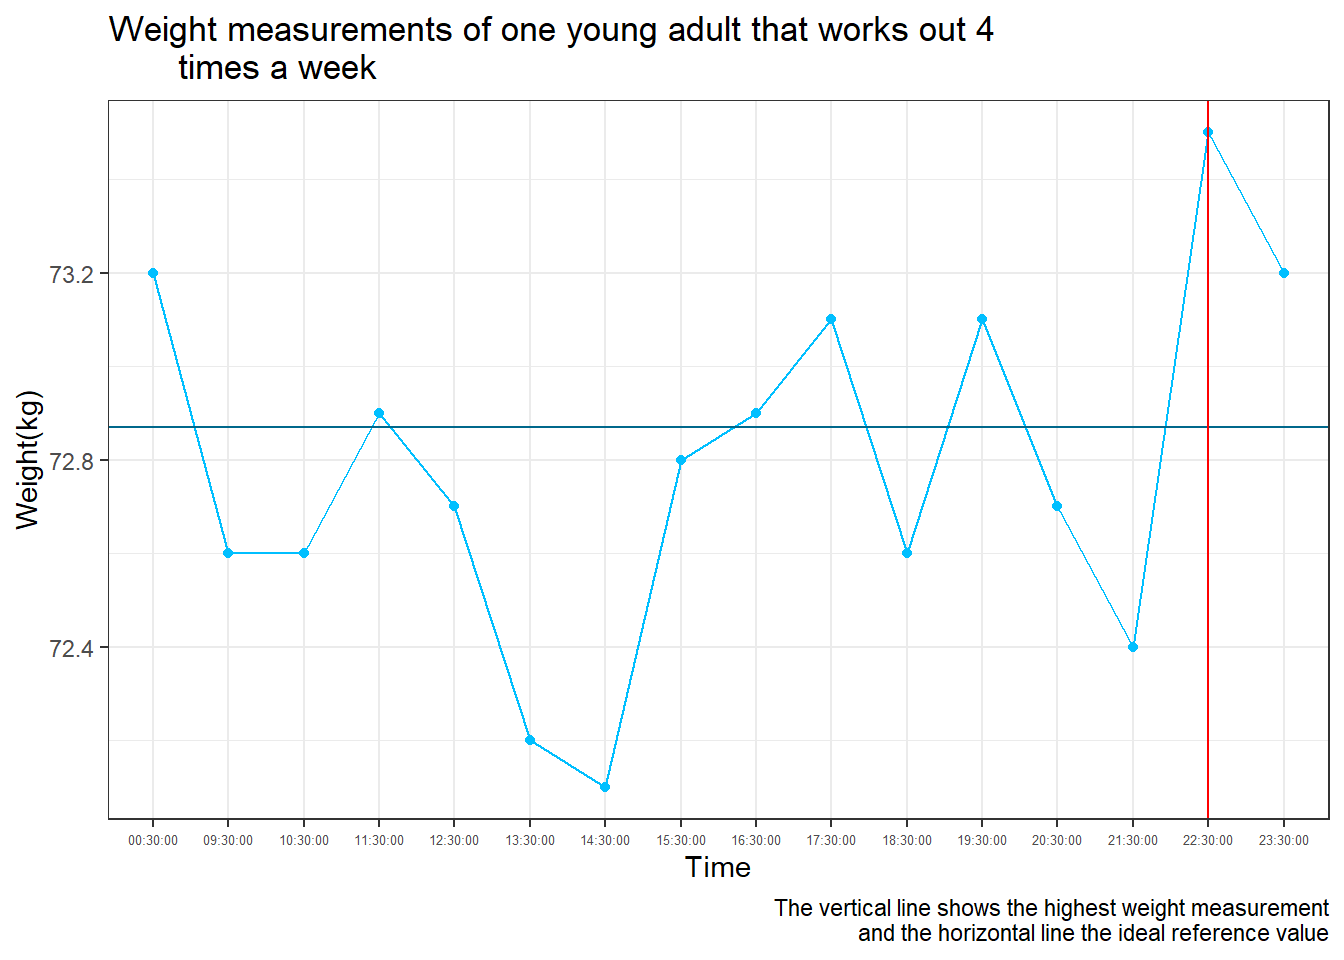 Weight measurements of one young adult that works out 4
times a week
Weight(kg)
73.2
72.8
72.4
00:30:00 09:30:00 10:30:00 11:30:00 12:30:00 13:30:00 14:30:00 15:30:00 16:30:00 17:30:00 18:30:00 19:30:00 20:30:00 21:30:00 22:30:00 23:30:00
Time
The vertical line shows the highest weight measurement
and the horizontal line the ideal reference value